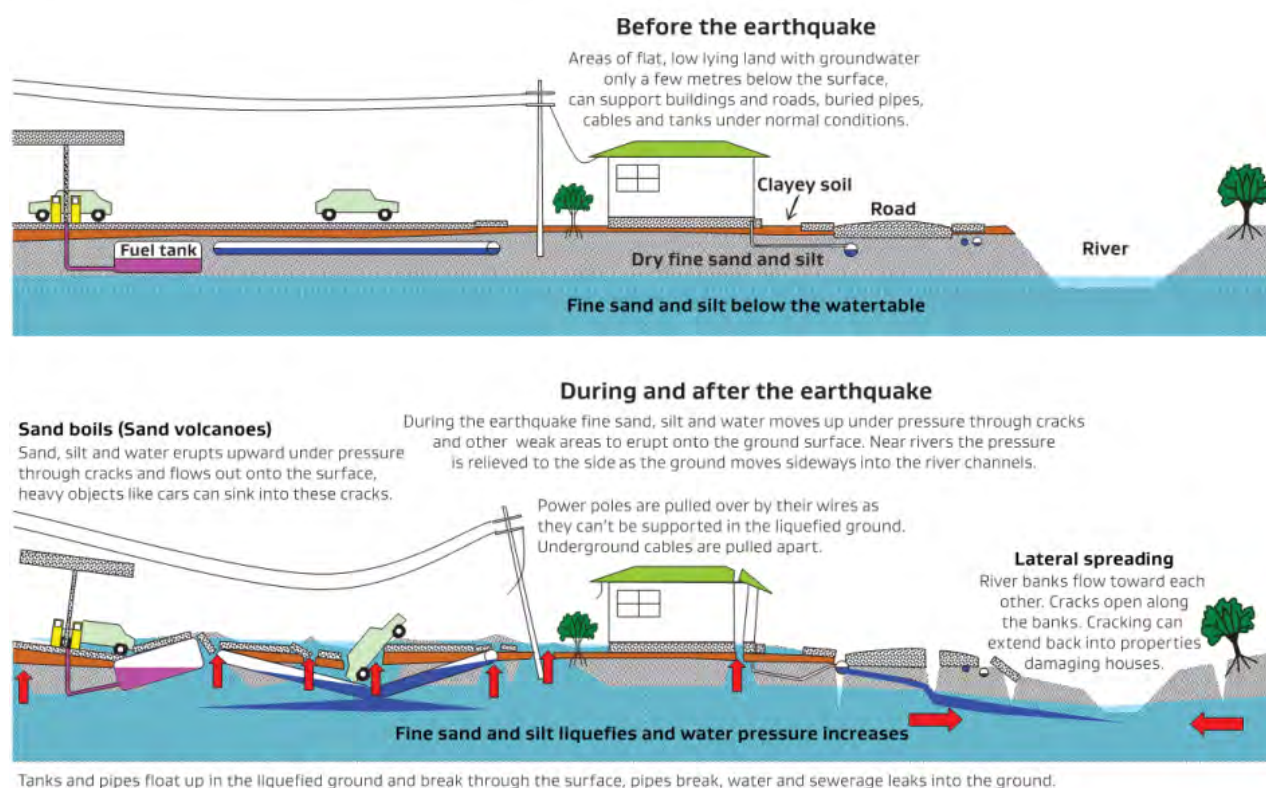 Before the earthquake
Areas of flat, low lying land with groundwater
only a few metres below the surface,
can support buildings and roads, buried pipes,
cables and tanks under normal conditions.
Clayey soil
Road
Fuel tank
River
Dry fine sand and silt
Fine sand and silt below the watertable
During and after the earthquake
During the earthquake fine sand, silt and water moves up under pressure through cracks
and other weak areas to erupt onto the ground surface. Near rivers the pressure
is relieved to the side as the ground moves sideways into the river channels.
Sand boils (Sand volcanoes)
Sand, silt and water erupts upward under pressure
through cracks and flows out onto the surface,
heavy objects like cars can sink into these cracks.
Power poles are pulled over by their wires as
they can't be supported in the liquefied ground.
Underground cables are pulled apart.
Lateral spreading
River banks flow toward each
other. Cracks open along
the banks. Cracking can
extend back into properties
damaging houses.
Fine sand and silt liquefies and water pressure increases
Tanks and pipes float up in the liquefied ground and break through the surface, pipes break, water and sewerage leaks into the ground.